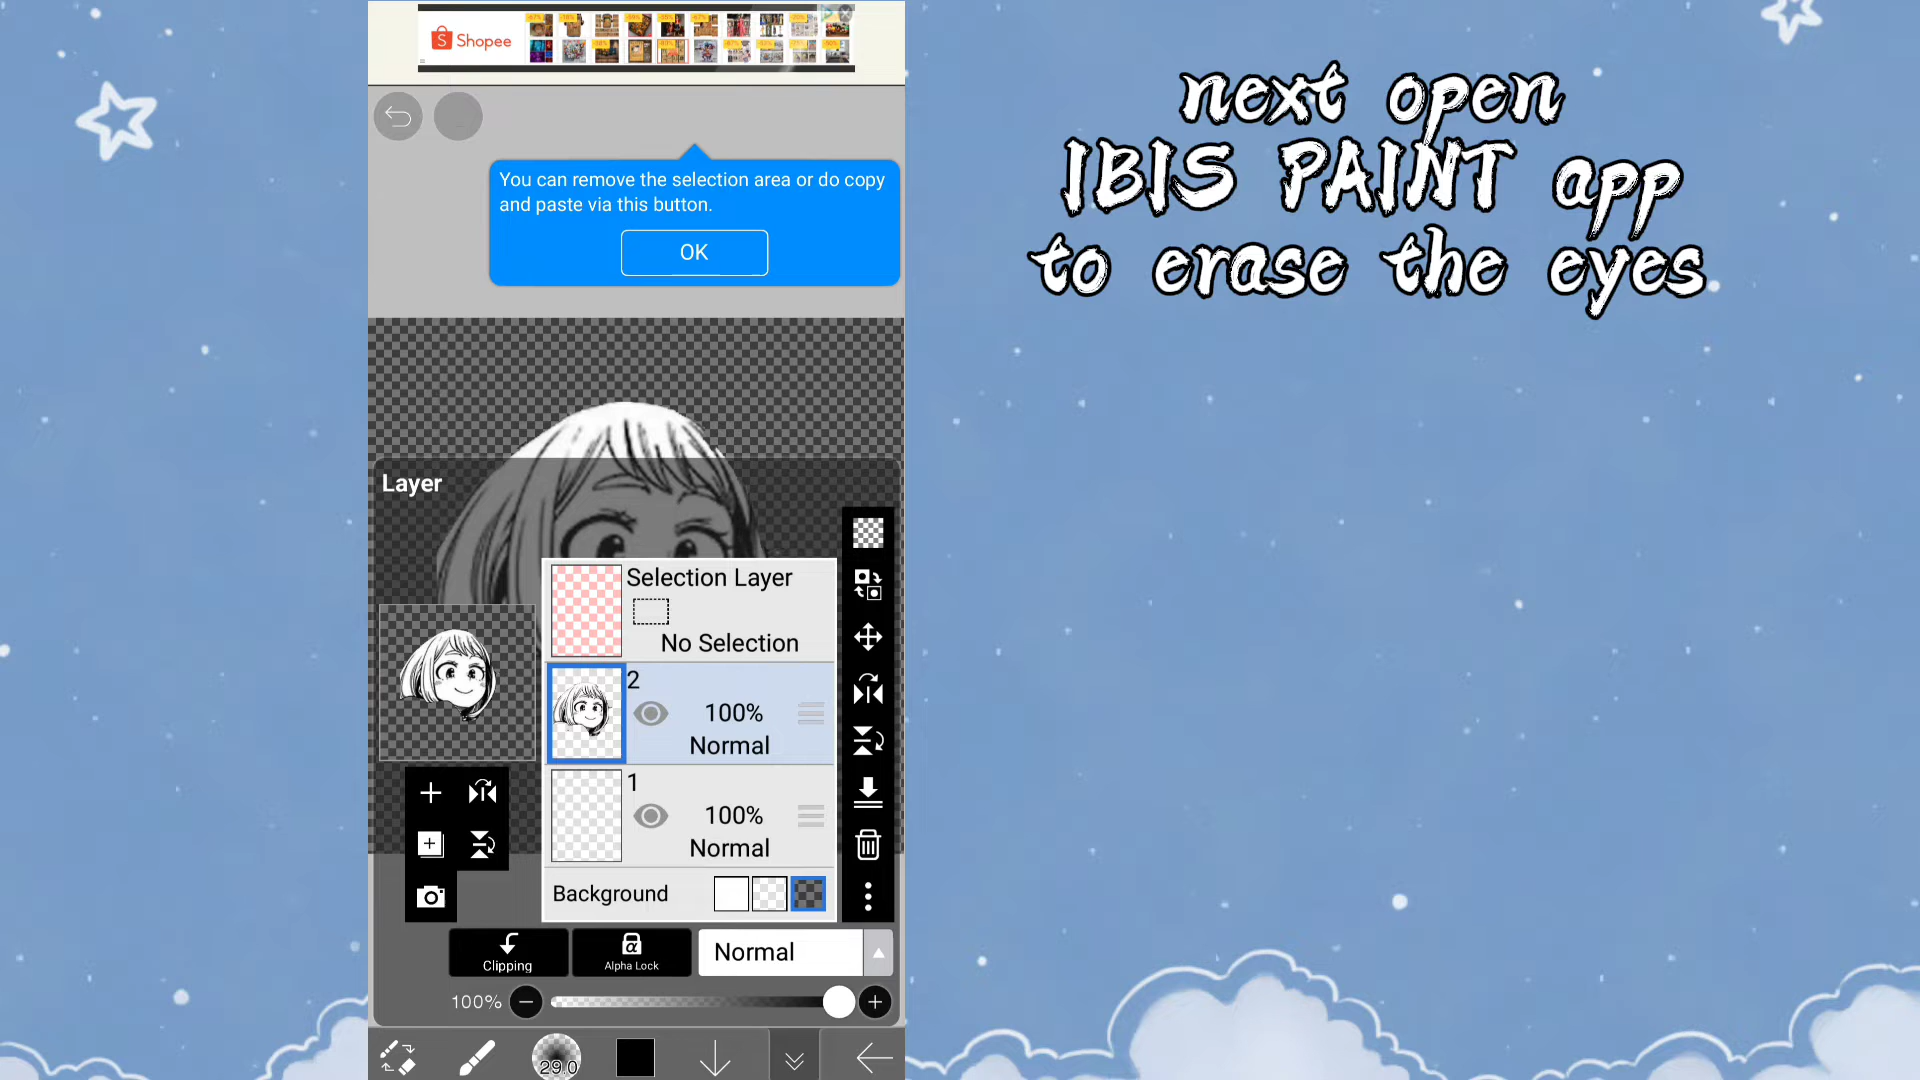 Shopee
next open
IBIS PAINT app
to erase the eyes
You can remove the selection area or do copy
and paste via this button.
OK
Layer
Selection Layer
No Selection
2
100%
Normal
1
100%
Normal
Background
Clipping
Alpha Lock
Normal
100%
29.0